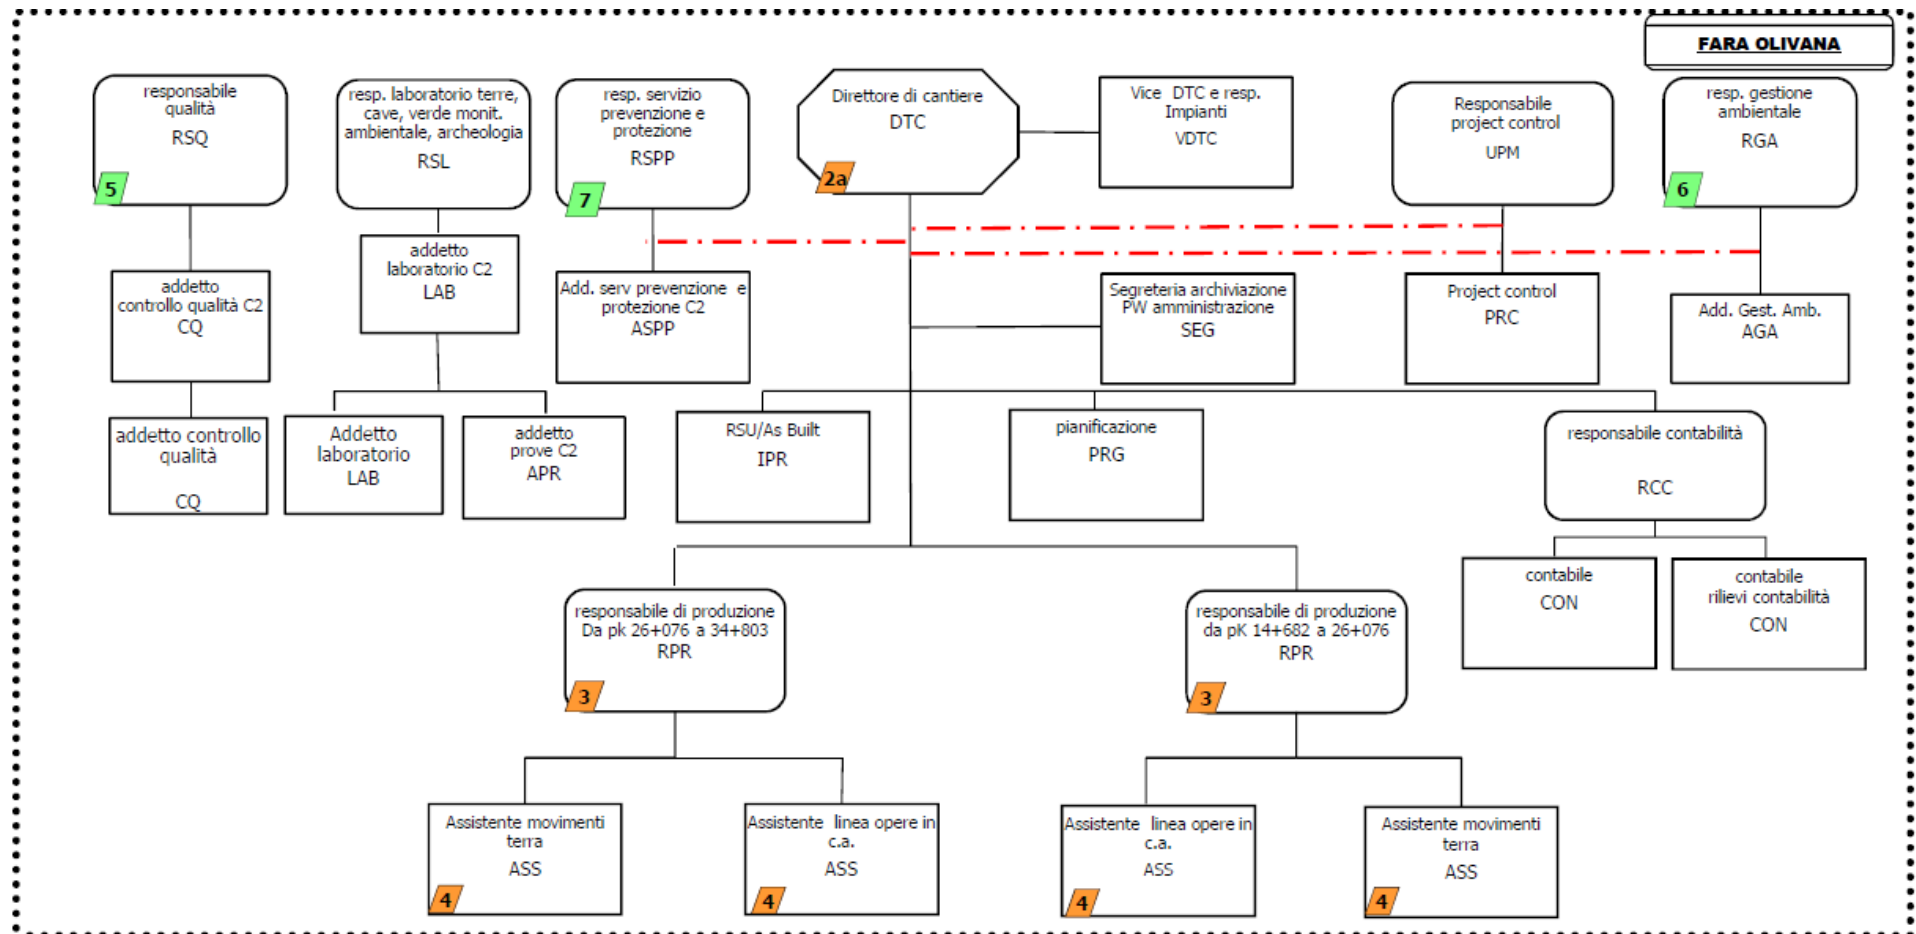 FARA OLIVANA
responsabile
qualità
RSQ
5
resp. laboratorio terre,
cave, verde monit.
ambientale, archeologia
RSL
resp. servizio
prevenzione e
protezione
RSPP
7
Direttore di cantiere
DTC
2a
Vice DTC e resp.
Impianti
VDTC
Responsabile
project control
UPM
resp. gestione
ambientale
RGA
6
addetto
controllo qualità C2
CQ
addetto
laboratorio C2
LAB
Add. serv prevenzione e
protezione C2
ASPP
Segreteria archiviazione
PW amministrazione
SEG
Project control
PRC
Add. Gest. Amb.
AGA
addetto controllo
qualità
CQ
Addetto
laboratorio
LAB
addetto
prove C2
APR
RSU/As Built
IPR
pianificazione
PRG
responsabile contabilità
RCC
contabile
CON
contabile
rilievi contabilità
CON
responsabile di produzione
Da pk 26+076 a 34+803
RPR
3
responsabile di produzione
da pK 14+682 a 26+076
RPR
3
Assistente movimenti
terra
ASS
4
Assistente linea opere in
c.a.
ASS
4
Assistente linea opere in
c.a.
ASS
4
Assistente movimenti
terra
ASS
4